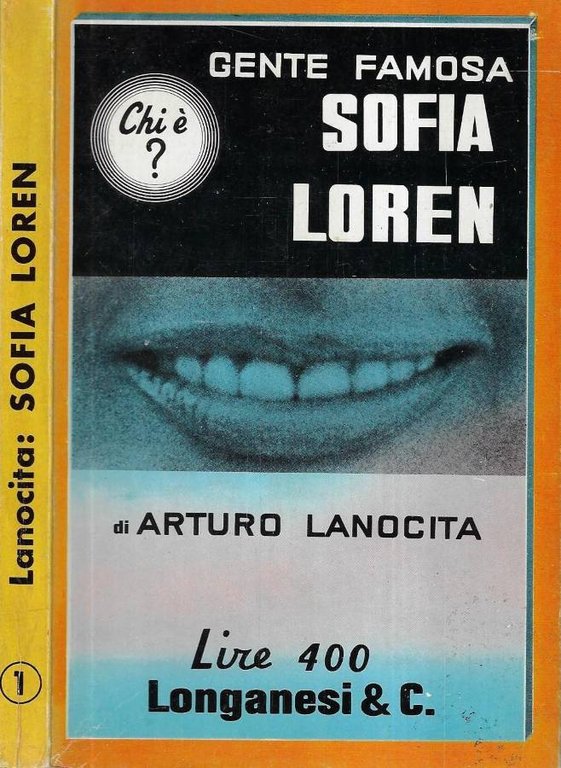 Lanocita: SOFIA LOREN
1
GENTE FAMOSA
Chi è
?
SOFIA
LOREN
di ARTURO LANOCITA
Lire 400
Longanesi & C.